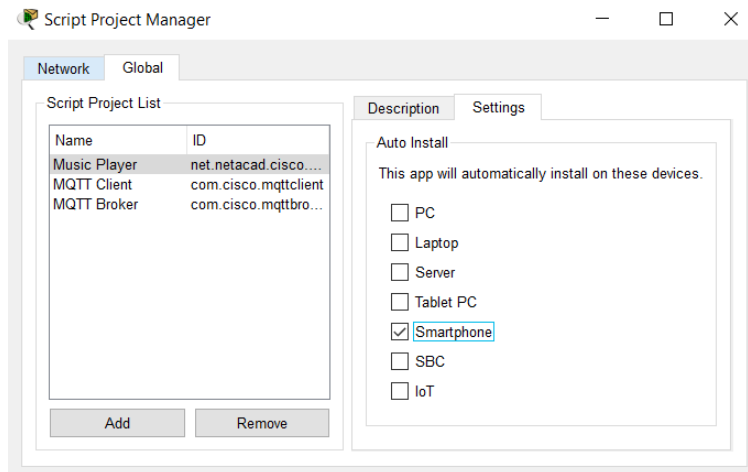 Script Project Manager
Network Global
Script Project List
Name ID
Music Player net.netacad.cisco....
MQTT Client com.cisco.mqttclient
MQTT Broker com.cisco.mqttbro...
Add Remove
Description Settings
Auto Install
This app will automatically install on these devices.
PC
Laptop
Server
Tablet PC
Smartphone
SBC
IoT